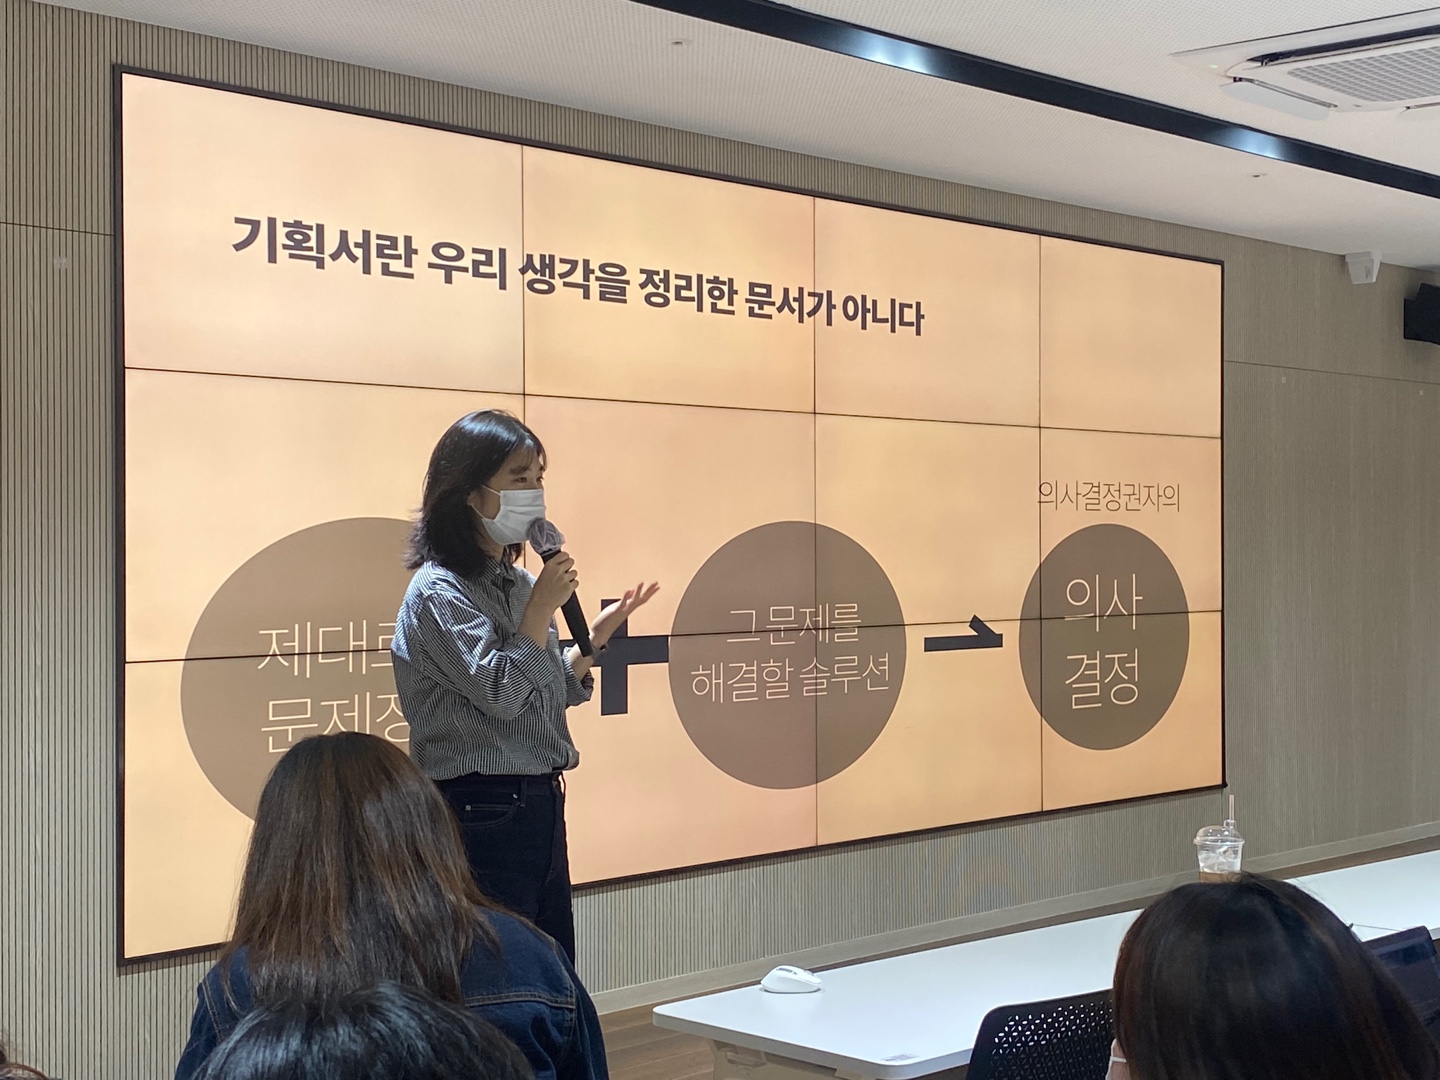 기획서란 우리 생각을 정리한 문서가 아니다
의사결정권자의
문제
그 문제를
해결할 솔루션
의사
결정